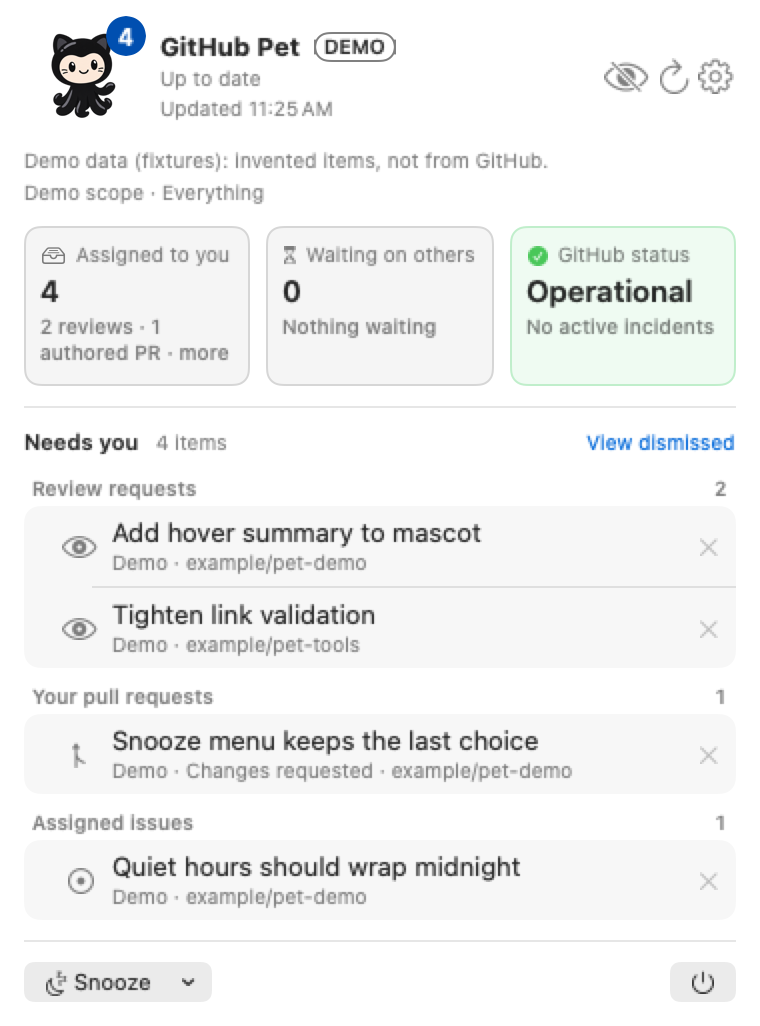 4
GitHub Pet DEMO
Up to date
Updated 11:25 AM
Demo data (fixtures): invented items, not from GitHub.
Demo scope · Everything
Assigned to you
4
2 reviews · 1
authored PR · more
Waiting on others
0
Nothing waiting
GitHub status
Operational
No active incidents
Needs you 4 items View dismissed
Review requests 2
Add hover summary to mascot
Demo · example/pet-demo
Tighten link validation
Demo · example/pet-tools
Your pull requests 1
Snooze menu keeps the last choice
Demo · Changes requested · example/pet-demo
Assigned issues 1
Quiet hours should wrap midnight
Demo · example/pet-demo
Snooze